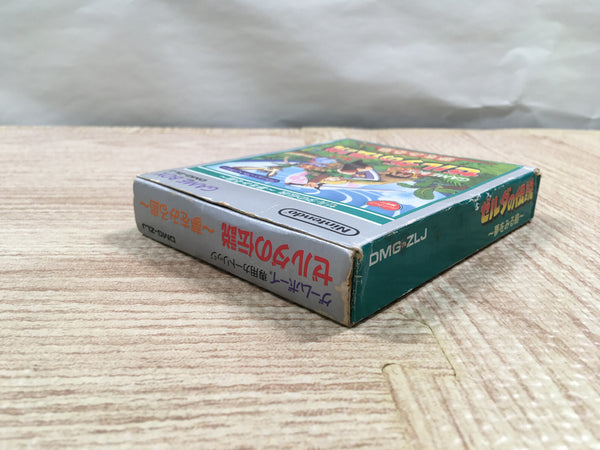 GAME BOY
Nintendo
DMG-ZLJ
ゲームボーイ®専用カートリッジ
ゼルダの伝説
〜夢をみる島〜
DMG-ZLJ
ゼルダの伝説
〜夢をみる島〜